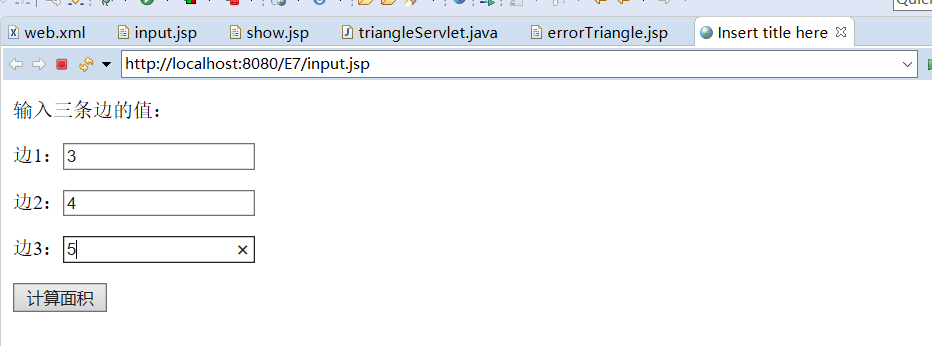 web.xml input.jsp show.jsp triangleServlet.java errorTriangle.jsp Insert title here
http://localhost:8080/E7/input.jsp
输入三条边的值：
边1：3
边2：4
边3：5
计算面积